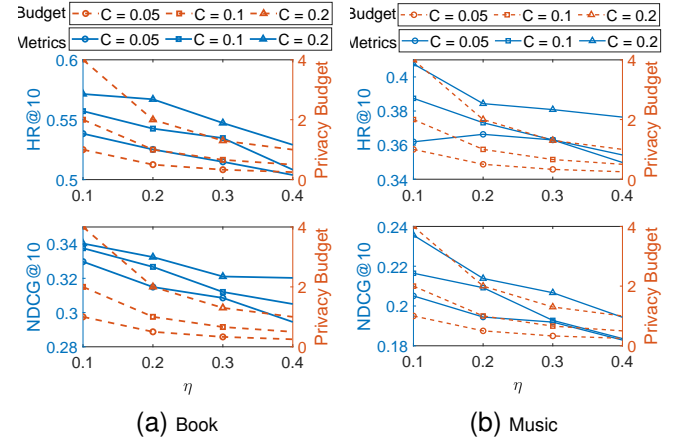 Budget C = 0.05 C = 0.1 C = 0.2
Metrics C = 0.05 C = 0.1 C = 0.2
0.6
0.55
0.5
HR@10
4
2
0
Privacy Budget
0.1 0.2 0.3 0.4
0.34
0.32
0.3
0.28
NDCG@10
4
2
0
Privacy Budget
0.1 0.2 0.3 0.4
η
(a) Book
Budget C = 0.05 C = 0.1 C = 0.2
Metrics C = 0.05 C = 0.1 C = 0.2
0.4
0.38
0.36
0.34
HR@10
4
2
0
Privacy Budget
0.1 0.2 0.3 0.4
0.24
0.22
0.2
0.18
NDCG@10
4
2
0
Privacy Budget
0.1 0.2 0.3 0.4
η
(b) Music